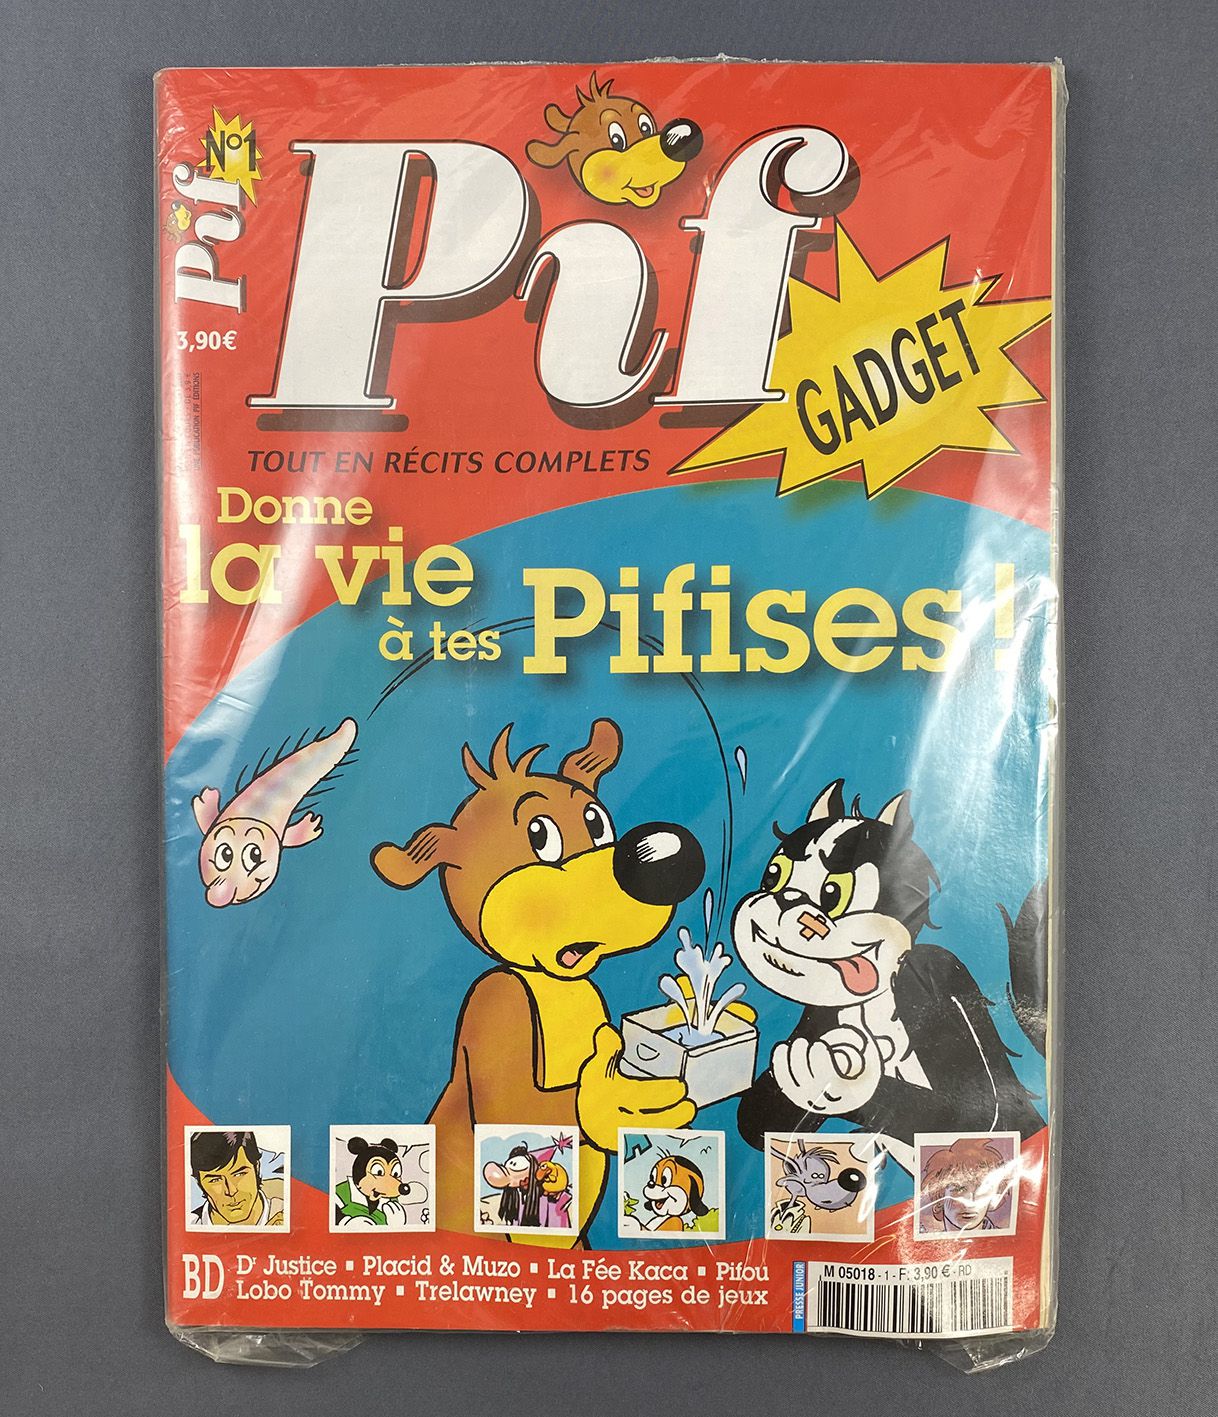 N°1
Pif
Pif
GADGET
3,90€
TOUT EN RÉCITS COMPLETS
Donne
la vie
à tes Pifises !
BD
Dr Justice ▪ Placid & Muzo ▪ La Fée Kaca ▪ Pifou
Lobo Tommy ▪ Trelawney ▪ 16 pages de jeux
PRESSE JUNIOR
M 05018 - 1 - F: 3,90 € - RD